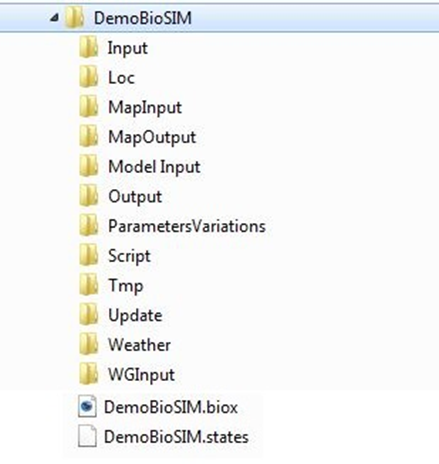 DemoBioSIM
Input
Loc
MapInput
MapOutput
Model Input
Output
ParametersVariations
Script
Tmp
Update
Weather
WGInput
DemoBioSIM.biox
DemoBioSIM.states